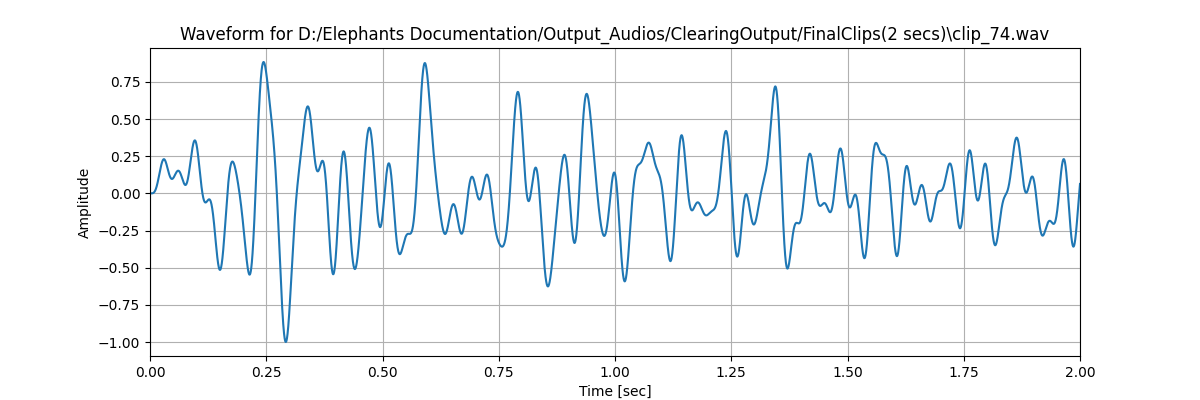 Waveform for D:/Elephants Documentation/Output_Audios/ClearingOutput/FinalClips(2 secs)\clip_74.wav
Amplitude
0.75
0.50
0.25
0.00
−0.25
−0.50
−0.75
−1.00
0.00 0.25 0.50 0.75 1.00 1.25 1.50 1.75 2.00
Time [sec]